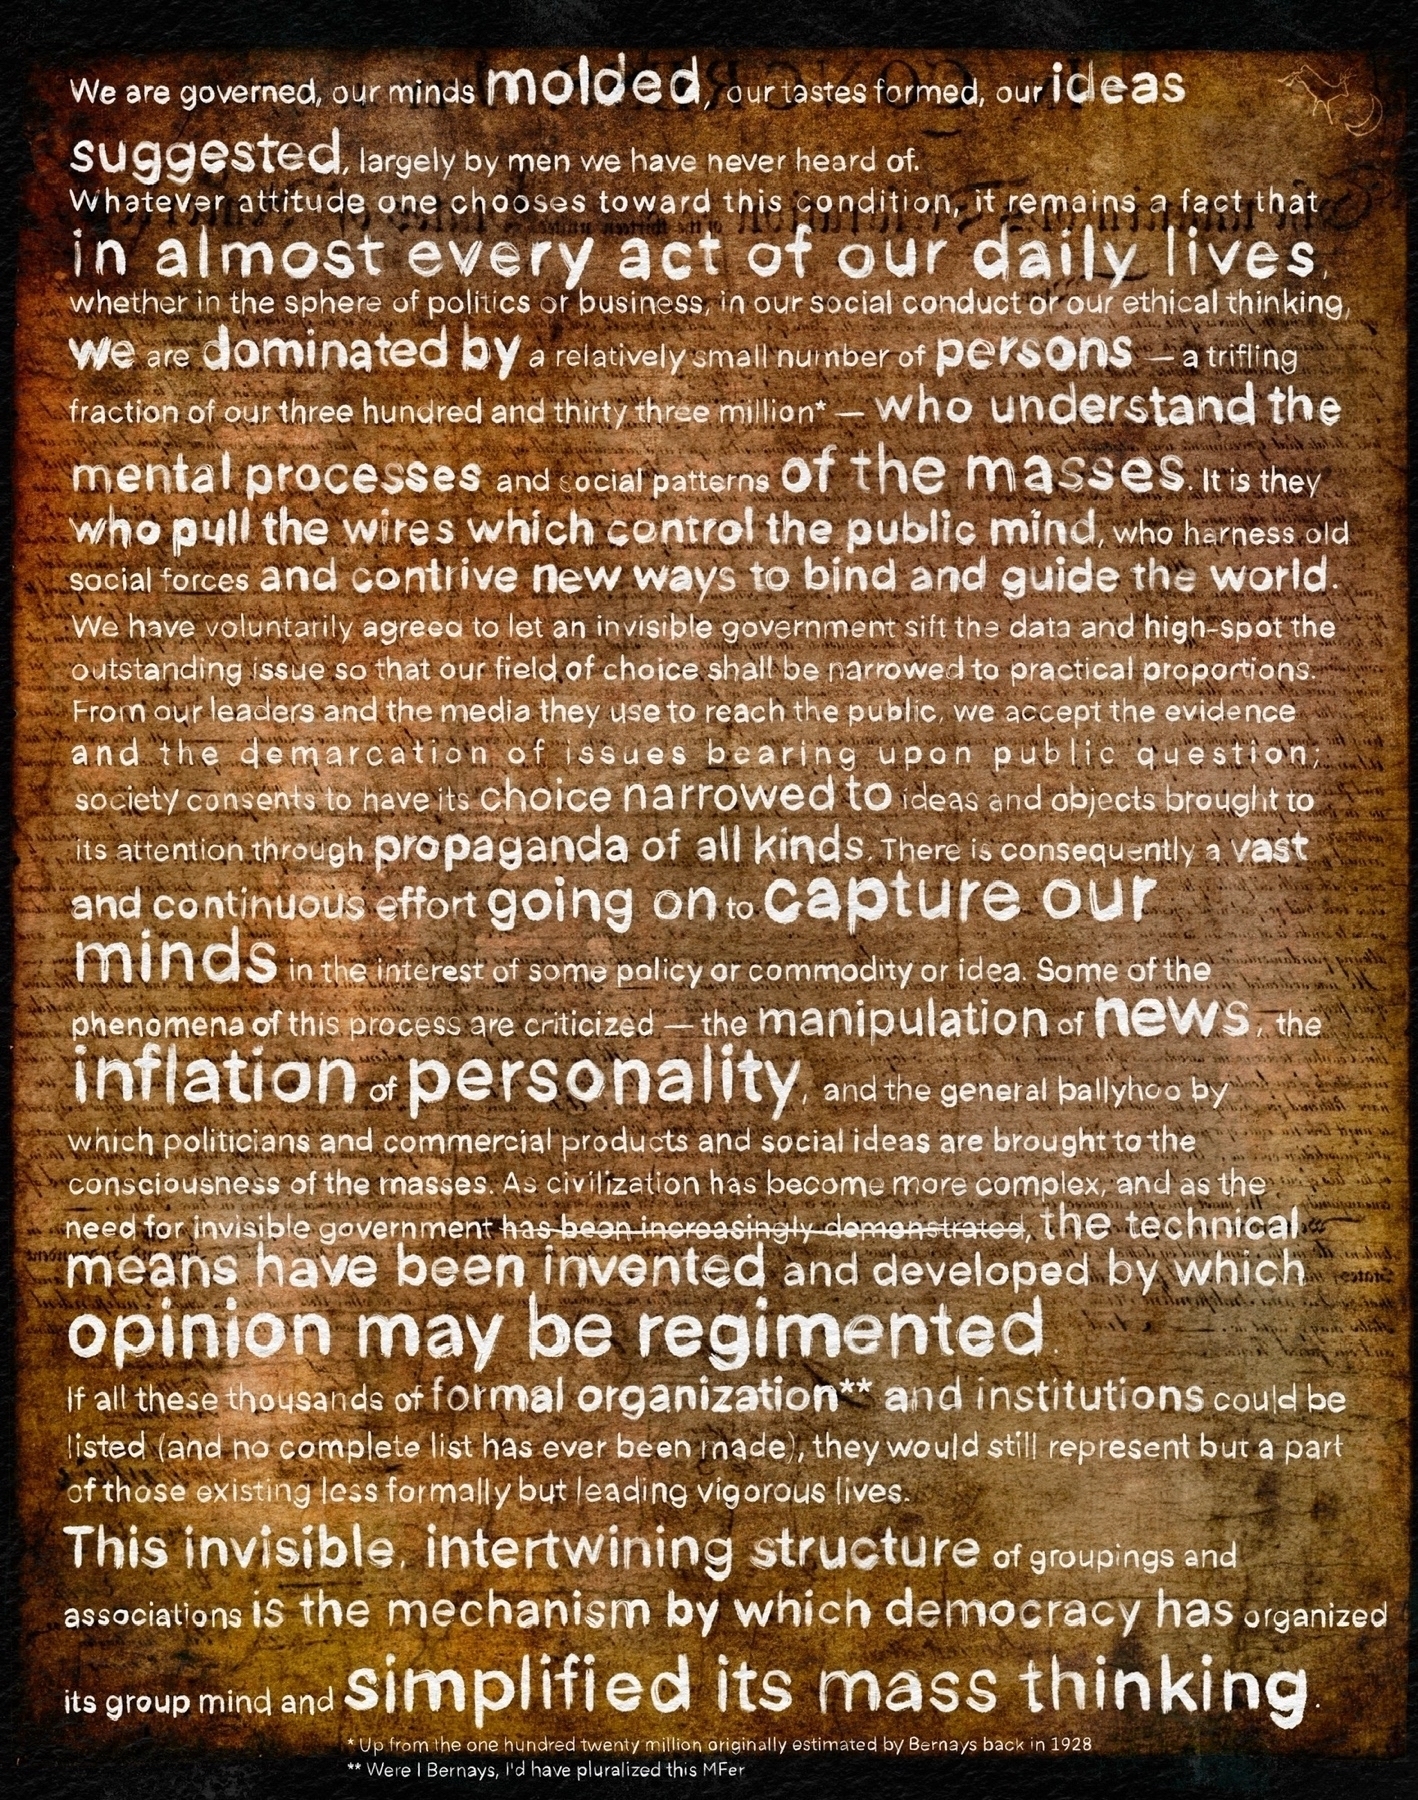 We are governed, our minds molded, our tastes formed, our ideas
suggested, largely by men we have never heard of.
Whatever attitude one chooses toward this condition, it remains a fact that
in almost every act of our daily lives,
whether in the sphere of politics or business, in our social conduct or our ethical thinking,
we are dominated by a relatively small number of persons — a trifling
fraction of our three hundred and thirty three million* — who understand the
mental processes and social patterns of the masses. It is they
who pull the wires which control the public mind, who harness old
social forces and contrive new ways to bind and guide the world.
We have voluntarily agreed to let an invisible government sift the data and high-spot the
outstanding issue so that our field of choice shall be narrowed to practical proportions.
From our leaders and the media they use to reach the public, we accept the evidence
and the demarcation of issues bearing upon public question;
society consents to have its choice narrowed to ideas and objects brought to
its attention through propaganda of all kinds. There is consequently a vast
and continuous effort going on to capture our
minds in the interest of some policy or commodity or idea. Some of the
phenomena of this process are criticized — the manipulation of news, the
inflation of personality, and the general ballyhoo by
which politicians and commercial products and social ideas are brought to the
consciousness of the masses. As civilization has become more complex, and as the
need for invisible government has been increasingly demonstrated, the technical
means have been invented and developed by which
opinion may be regimented.
If all these thousands of formal organization** and institutions could be
listed (and no complete list has ever been made), they would still represent but a part
of those existing less formally but leading vigorous lives.
This invisible, intertwining structure of groupings and
associations is the mechanism by which democracy has organized
its group mind and simplified its mass thinking.
* Up from the one hundred twenty million originally estimated by Bernays back in 1928
** Were I Bernays, I'd have pluralized this MFer